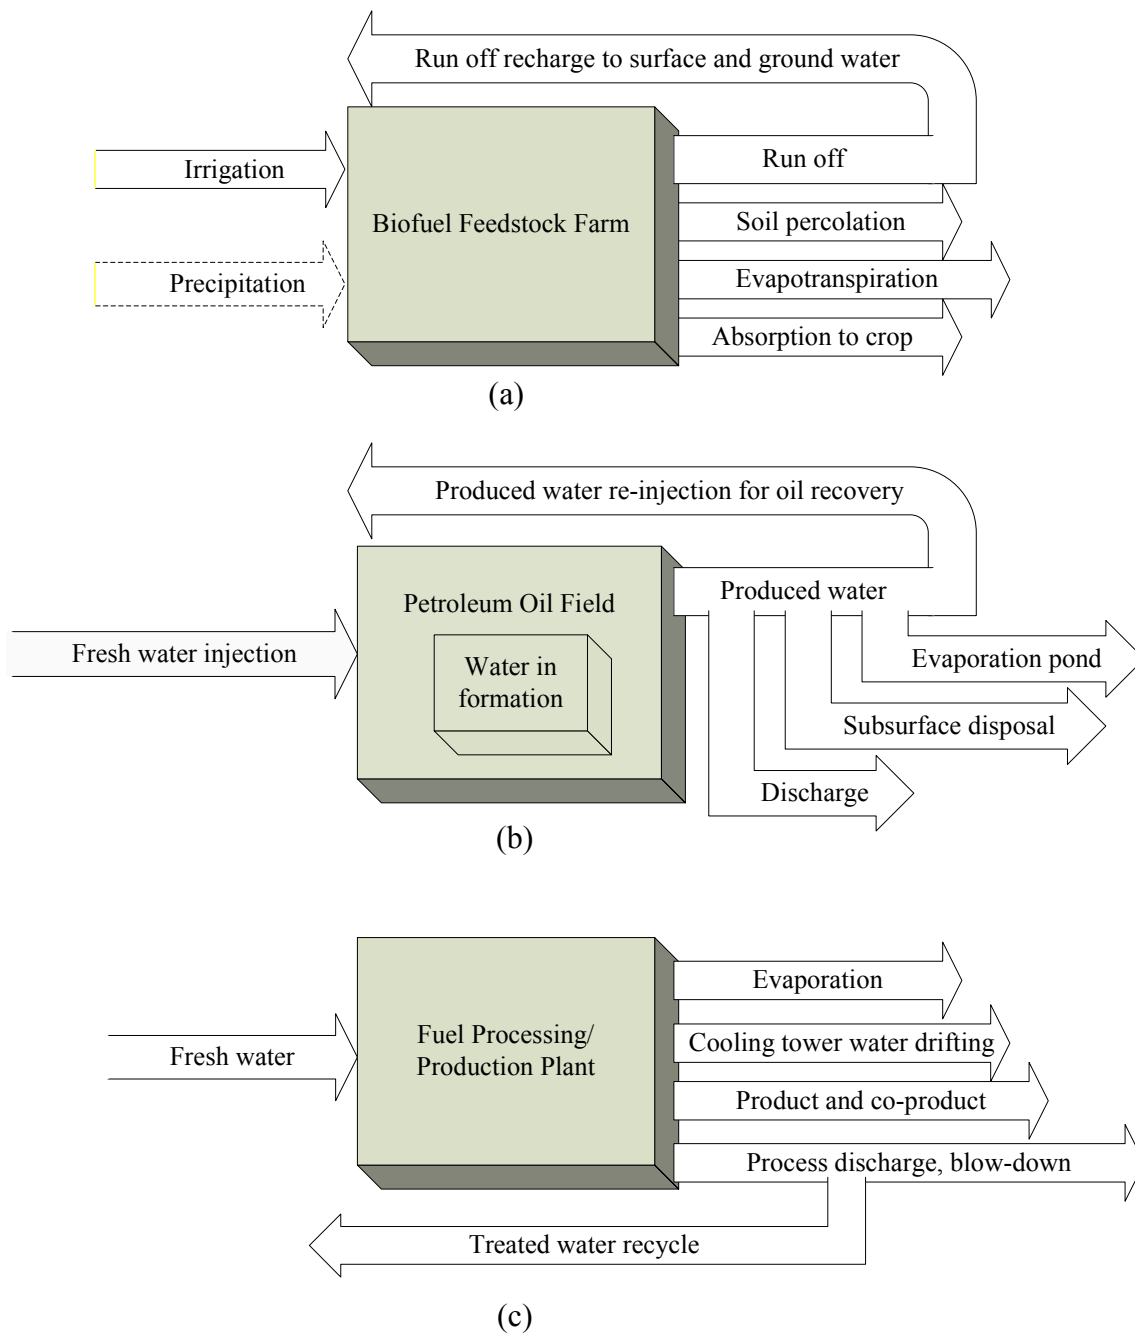 Run off recharge to surface and ground water
Irrigation
Run off
Biofuel Feedstock Farm
Soil percolation
Precipitation
Evapotranspiration
Absorption to crop
(a)
Produced water re-injection for oil recovery
Petroleum Oil Field
Produced water
Fresh water injection
Water in
formation
Evaporation pond
Subsurface disposal
Discharge
(b)
Evaporation
Fuel Processing/
Production Plant
Fresh water
Cooling tower water drifting
Product and co-product
Process discharge, blow-down
Treated water recycle
(c)